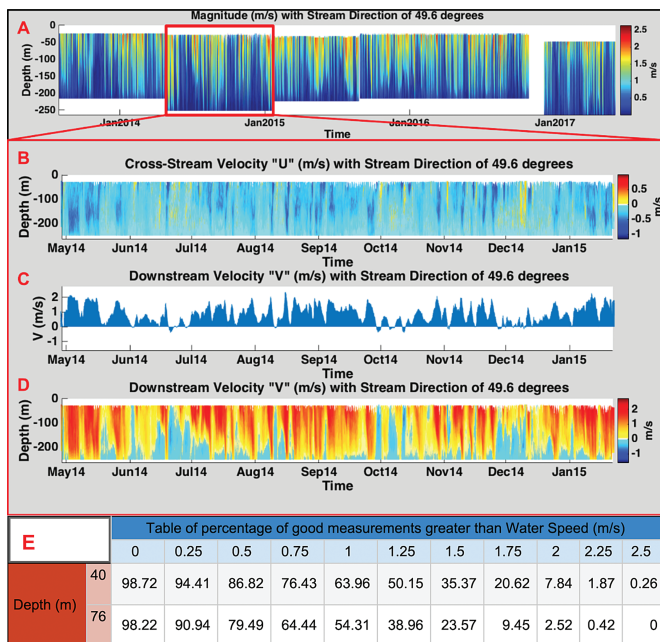 Magnitude (m/s) with Stream Direction of 49.6 degrees
A
Depth (m)
0
-50
-100
-150
-200
-250
Jan2014
Jan2015
Jan2016
Jan2017
Time
2.5
2
1.5
1
0.5
0
m/s
B
Cross-Stream Velocity "U" (m/s) with Stream Direction of 49.6 degrees
Depth (m)
0
-100
-200
May14 Jun14 Jul14 Aug14 Sep14 Oct14 Nov14 Dec14 Jan15
Time
0.5
0
-0.5
-1
m/s
C
Downstream Velocity "V" (m/s) with Stream Direction of 49.6 degrees
V (m/s)
2
1
0
-1
May14 Jun14 Jul14 Aug14 Sep14 Oct14 Nov14 Dec14 Jan15
Time
D
Downstream Velocity "V" (m/s) with Stream Direction of 49.6 degrees
Depth (m)
0
-100
-200
May14 Jun14 Jul14 Aug14 Sep14 Oct14 Nov14 Dec14 Jan15
Time
2
1
0
-1
m/s
E
Table of percentage of good measurements greater than Water Speed (m/s)
0 0.25 0.5 0.75 1 1.25 1.5 1.75 2 2.25 2.5
Depth (m)
40 98.72 94.41 86.82 76.43 63.96 50.15 35.37 20.62 7.84 1.87 0.26
76 98.22 90.94 79.49 64.44 54.31 38.96 23.57 9.45 2.52 0.42 0